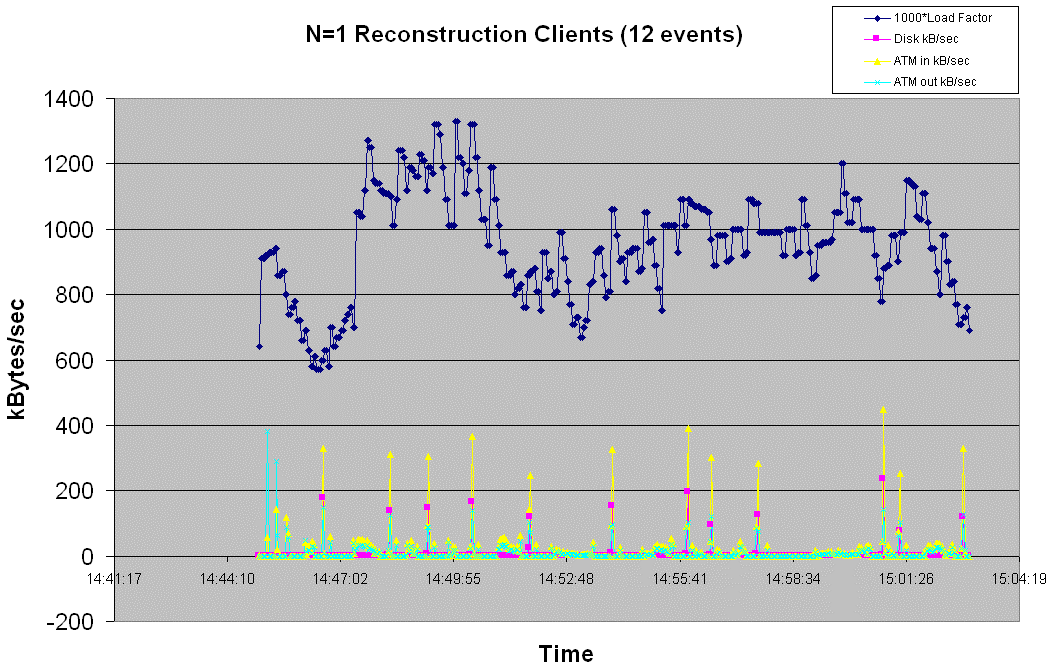 N=1 Reconstruction Clients (12 events)
1000*Load Factor
Disk kB/sec
ATM in kB/sec
ATM out kB/sec
1400
1200
1000
800
600
400
200
0
-200
kBytes/sec
14:41:17 14:44:10 14:47:02 14:49:55 14:52:48 14:55:41 14:58:34 15:01:26 15:04:19
Time